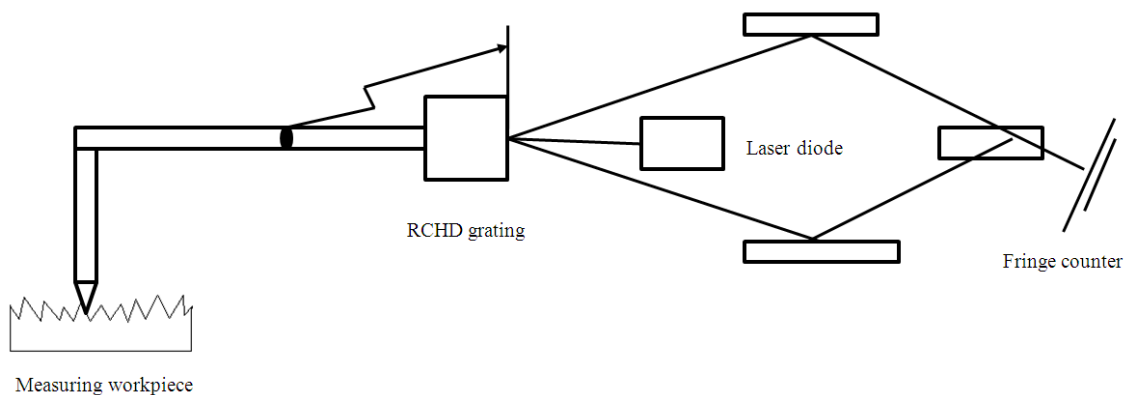 Laser diode
RCHD grating
Fringe counter
Measuring workpiece